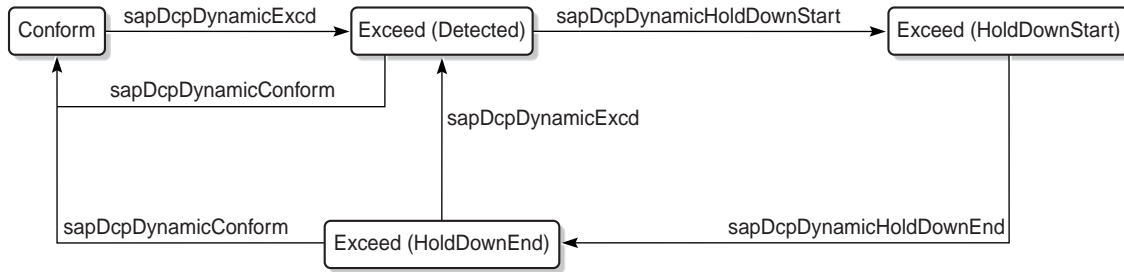 Conform
sapDcpDynamicExcd
Exceed (Detected)
sapDcpDynamicHoldDownStart
Exceed (HoldDownStart)
sapDcpDynamicConform
sapDcpDynamicExcd
sapDcpDynamicConform
Exceed (HoldDownEnd)
sapDcpDynamicHoldDownEnd